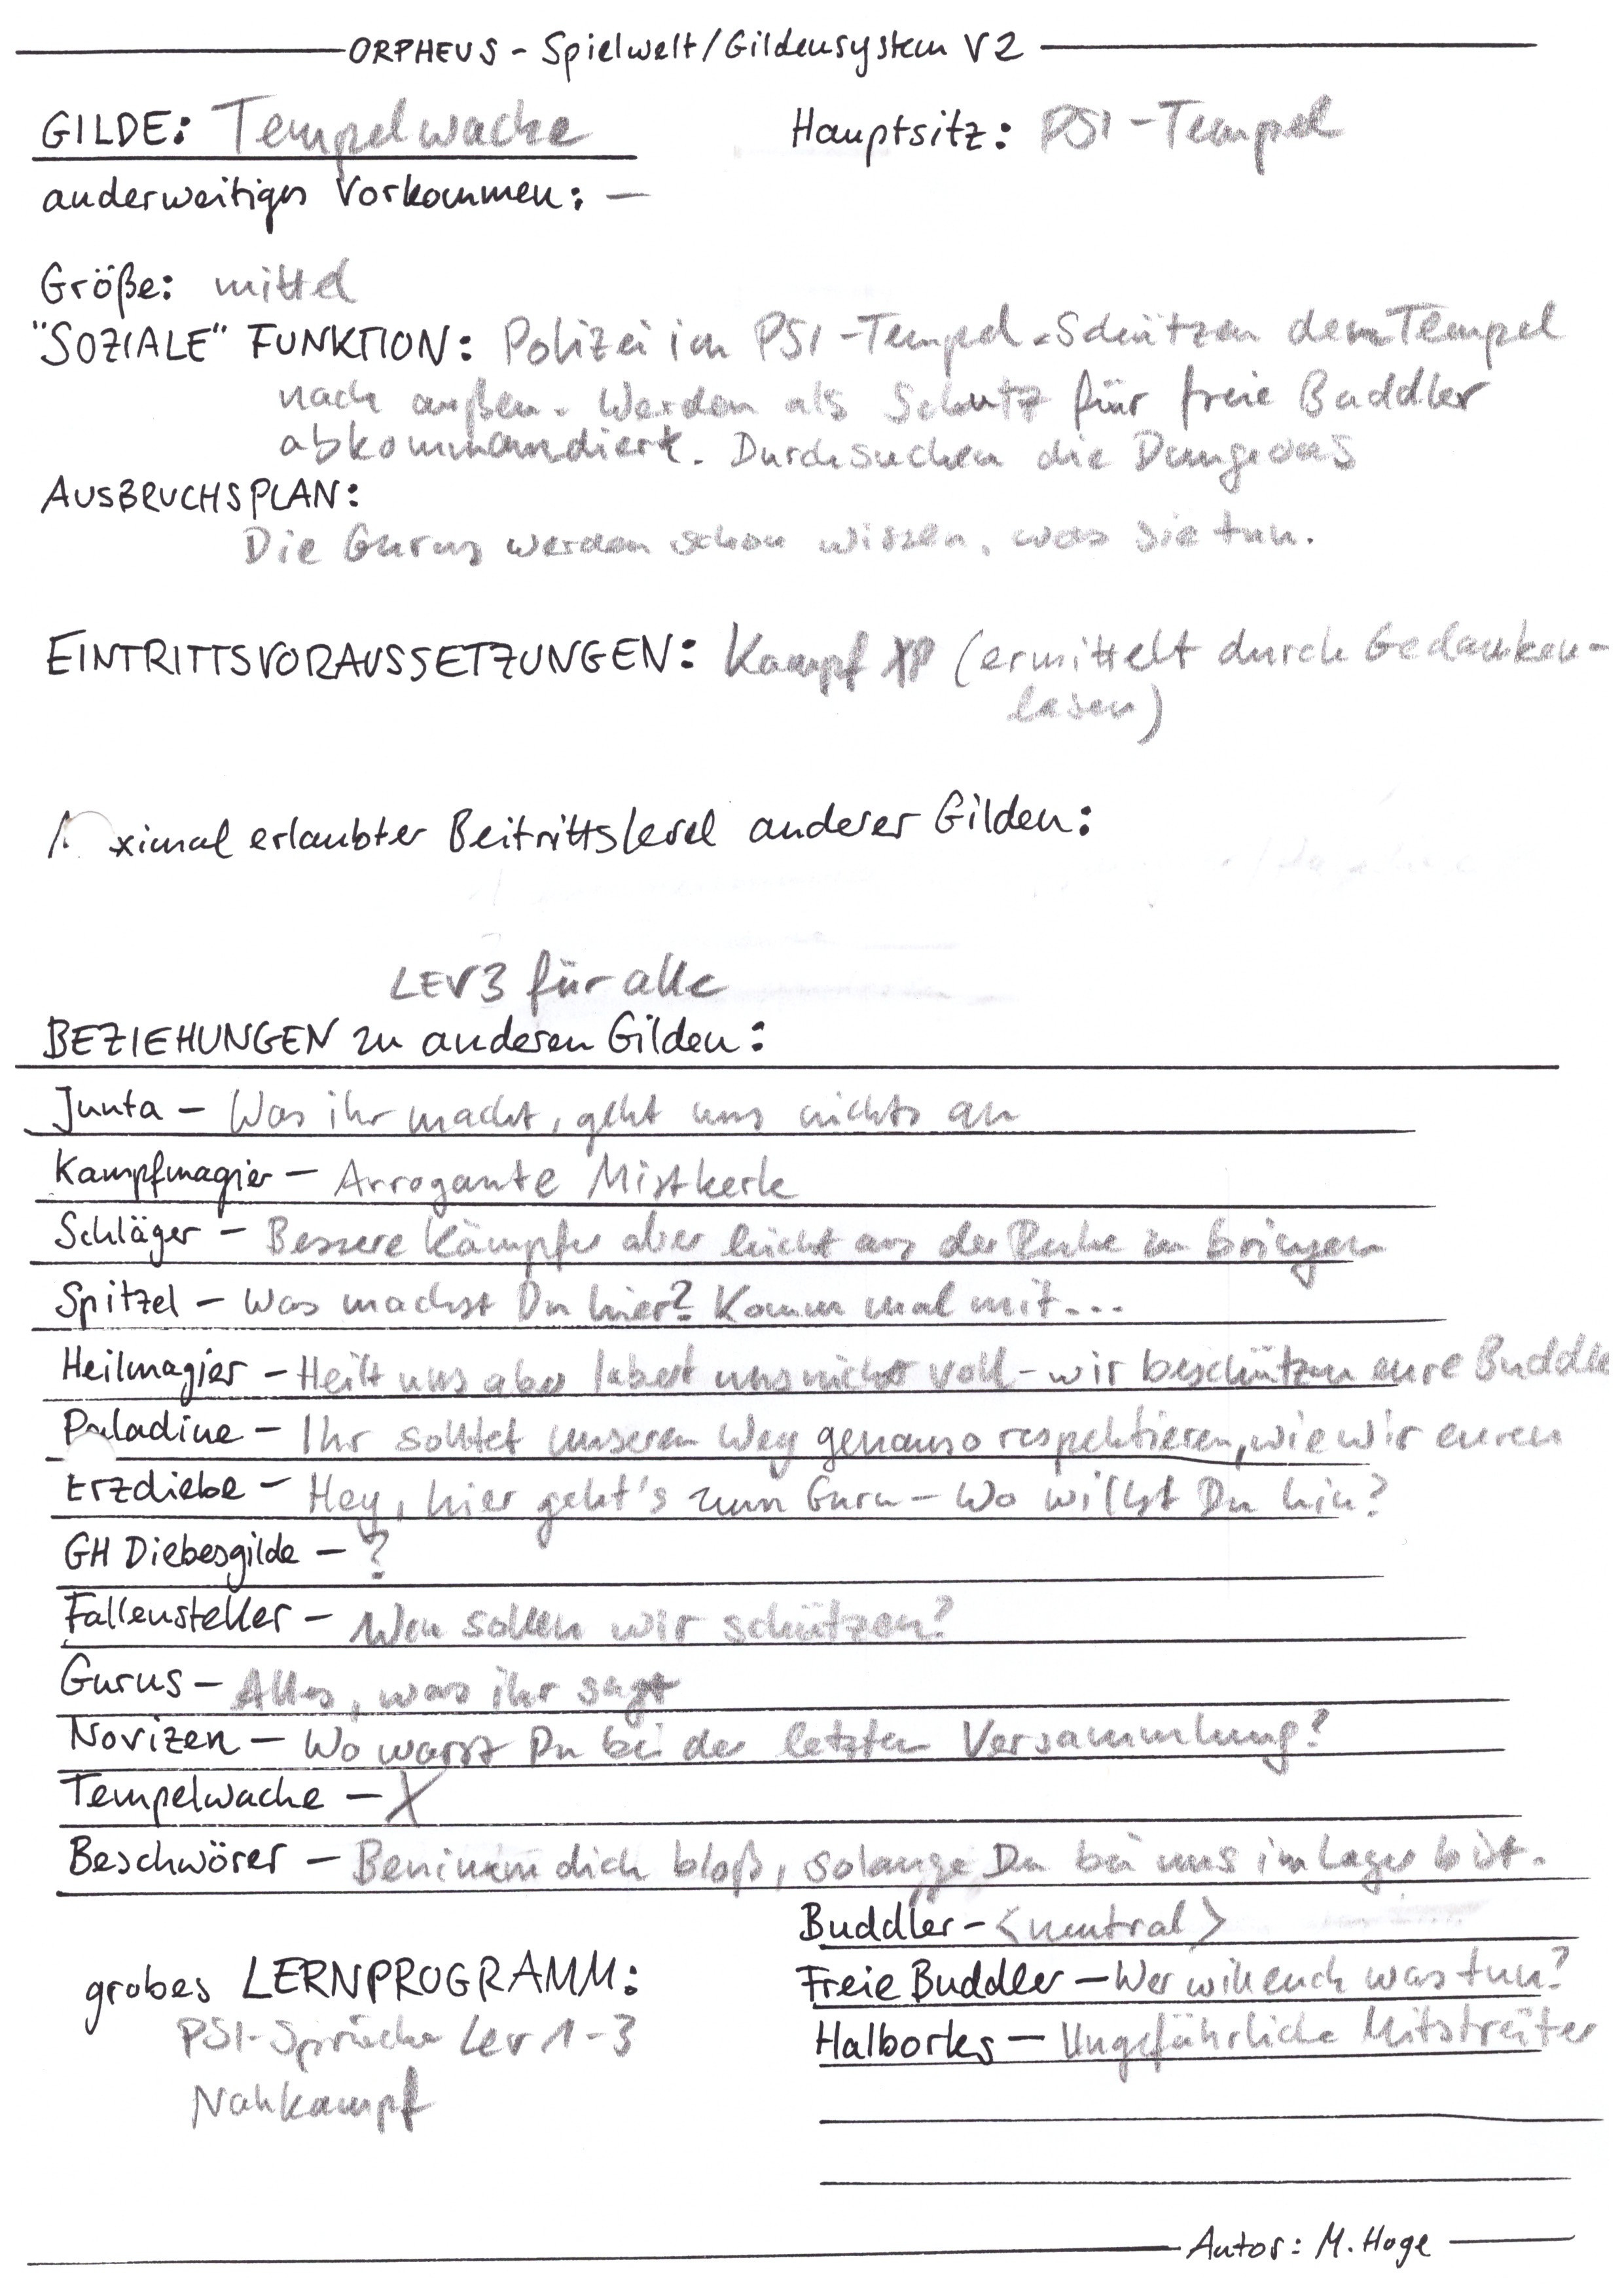 ORPHEUS - Spielwelt/Gildensystem V2
GILDE: Tempelwache Hauptsitz: PSI-Tempel
anderweitiges Vorkommen: —
Größe: mittel
"SOZIALE" FUNKTION: Polizei im PSI-Tempel. Schützen den Tempel
nach außen. Werden als Schutz für freie Buddler
abkommandiert. Durchsuchen die Dungeons
AUSBRUCHSPLAN:
Die Gurus werden schon wissen, was sie tun.
EINTRITTSVORAUSSETZUNGEN: Kampf XP (ermittelt durch Gedanken-
lesen)
ximal erlaubter Beitrittslevel anderer Gilden:
LEV3 für alle
BEZIEHUNGEN zu anderen Gilden:
Junta — Was ihr macht, geht uns nichts an
Kampfmagier — Arrogante Mistkerle
Schläger — Bessere Kämpfer aber leicht aus der Ruhe zu bringen
Spitzel — Was machst Du hier? Komm mal mit...
Heilmagier — Heilt uns aber labert uns nicht voll - wir beschützen eure Buddle
Paladine — Ihr solltet unseren Weg genauso respektieren, wie wir euren
Erzdiebe — Hey, hier geht's zum Guru — Wo willst Du hin?
GH Diebesgilde — ?
Fallensteller — Wen sollen wir schützen?
Gurus — Alles, was ihr sagt
Novizen — Wo warst Du bei der letzten Versammlung?
Tempelwache — X
Beschwörer — Benimm dich bloß, solange Du bei uns im Lager bist.
Buddler — <neutral>
Freie Buddler — Wer will euch was tun?
Halborks — Ungefährliche Mitstreiter
grobes LERNPROGRAMM:
PSI-Sprüche Lev 1-3
Nahkampf
Autor: M. Hoge